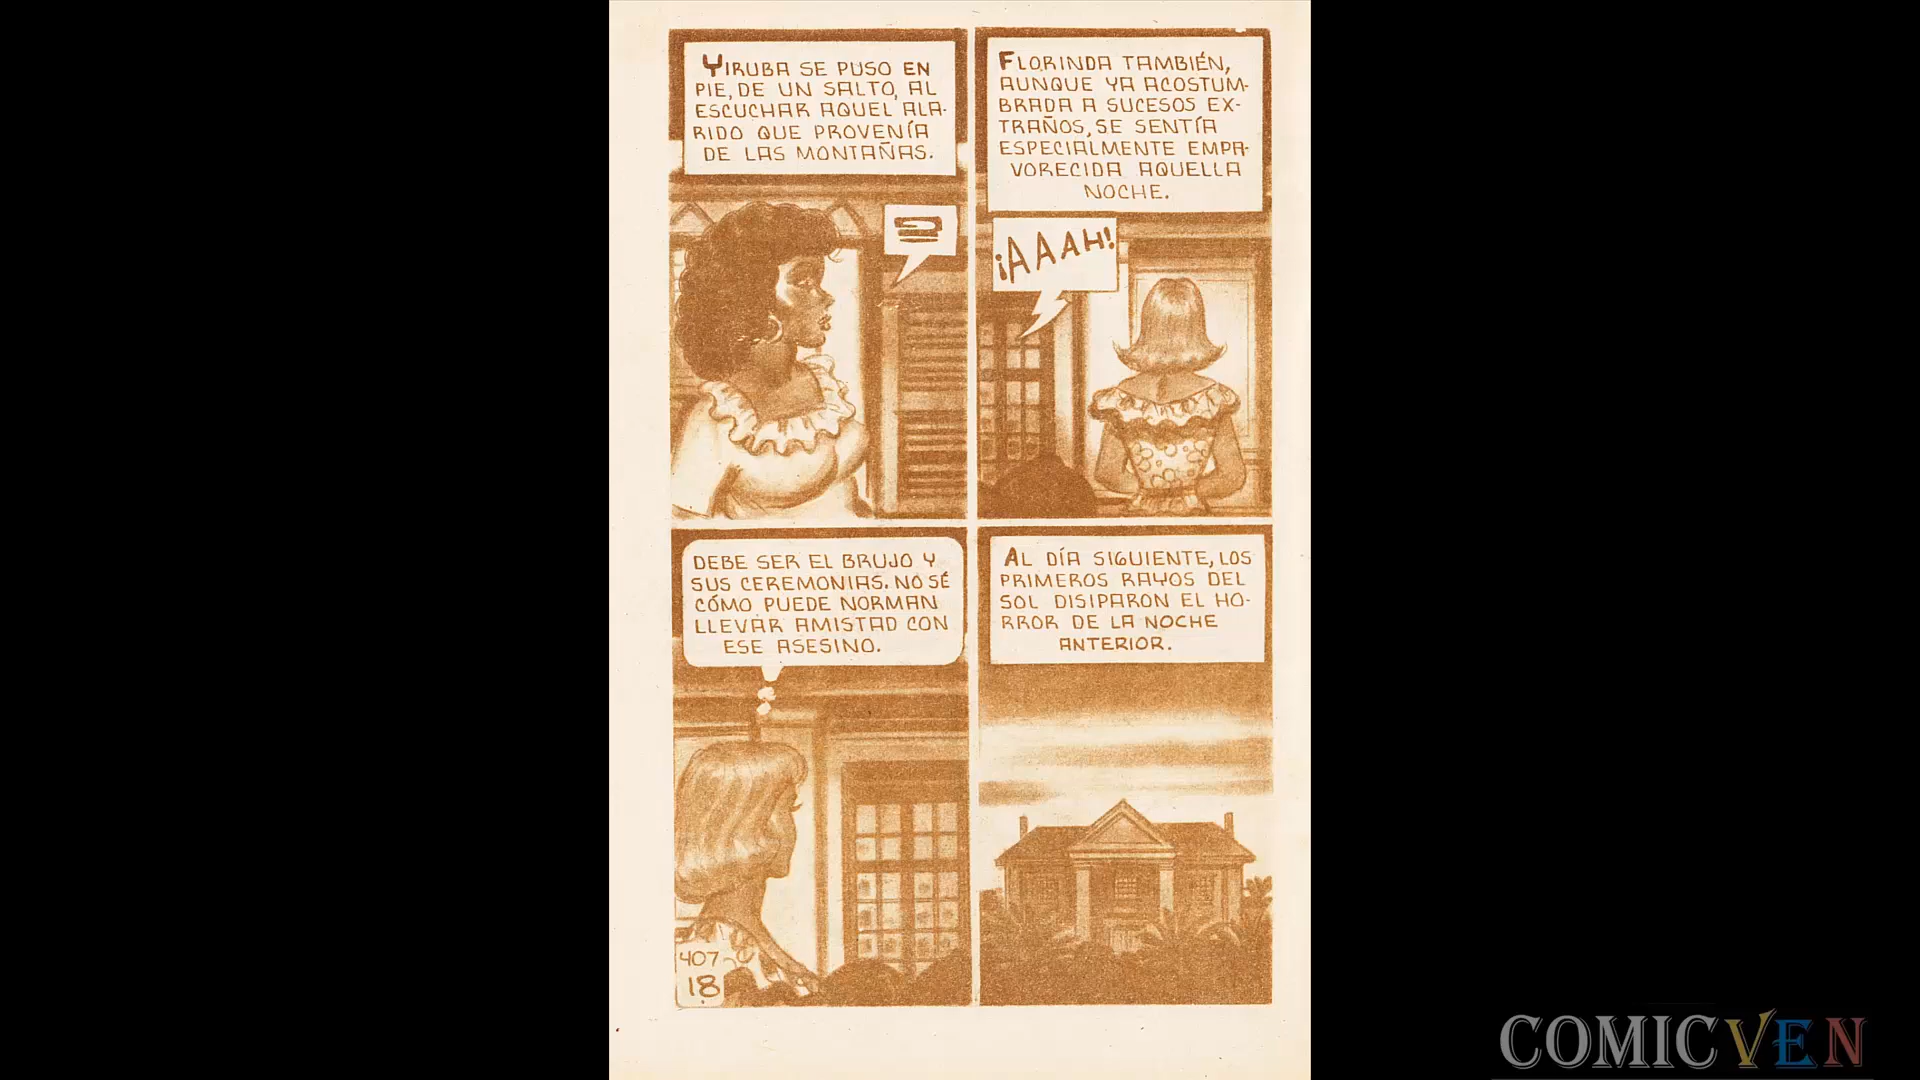 YIRUBA SE PUSO EN
PIE, DE UN SALTO, AL
ESCUCHAR AQUEL ALA-
RIDO QUE PROVENÍA
DE LAS MONTAÑAS.
FLORINDA TAMBIÉN,
AUNQUE YA ACOSTUM-
BRADA A SUCESOS EX-
TRAÑOS, SE SENTÍA
ESPECIALMENTE EMPA-
VORECIDA AQUELLA
NOCHE.
¡AAAH!
DEBE SER EL BRUJO Y
SUS CEREMONIAS. NO SÉ
CÓMO PUEDE NORMAN
LLEVAR AMISTAD CON
ESE ASESINO.
AL DÍA SIGUIENTE, LOS
PRIMEROS RAYOS DEL
SOL DISIPARON EL HO-
RROR DE LA NOCHE
ANTERIOR.
407
18
COMICVEN